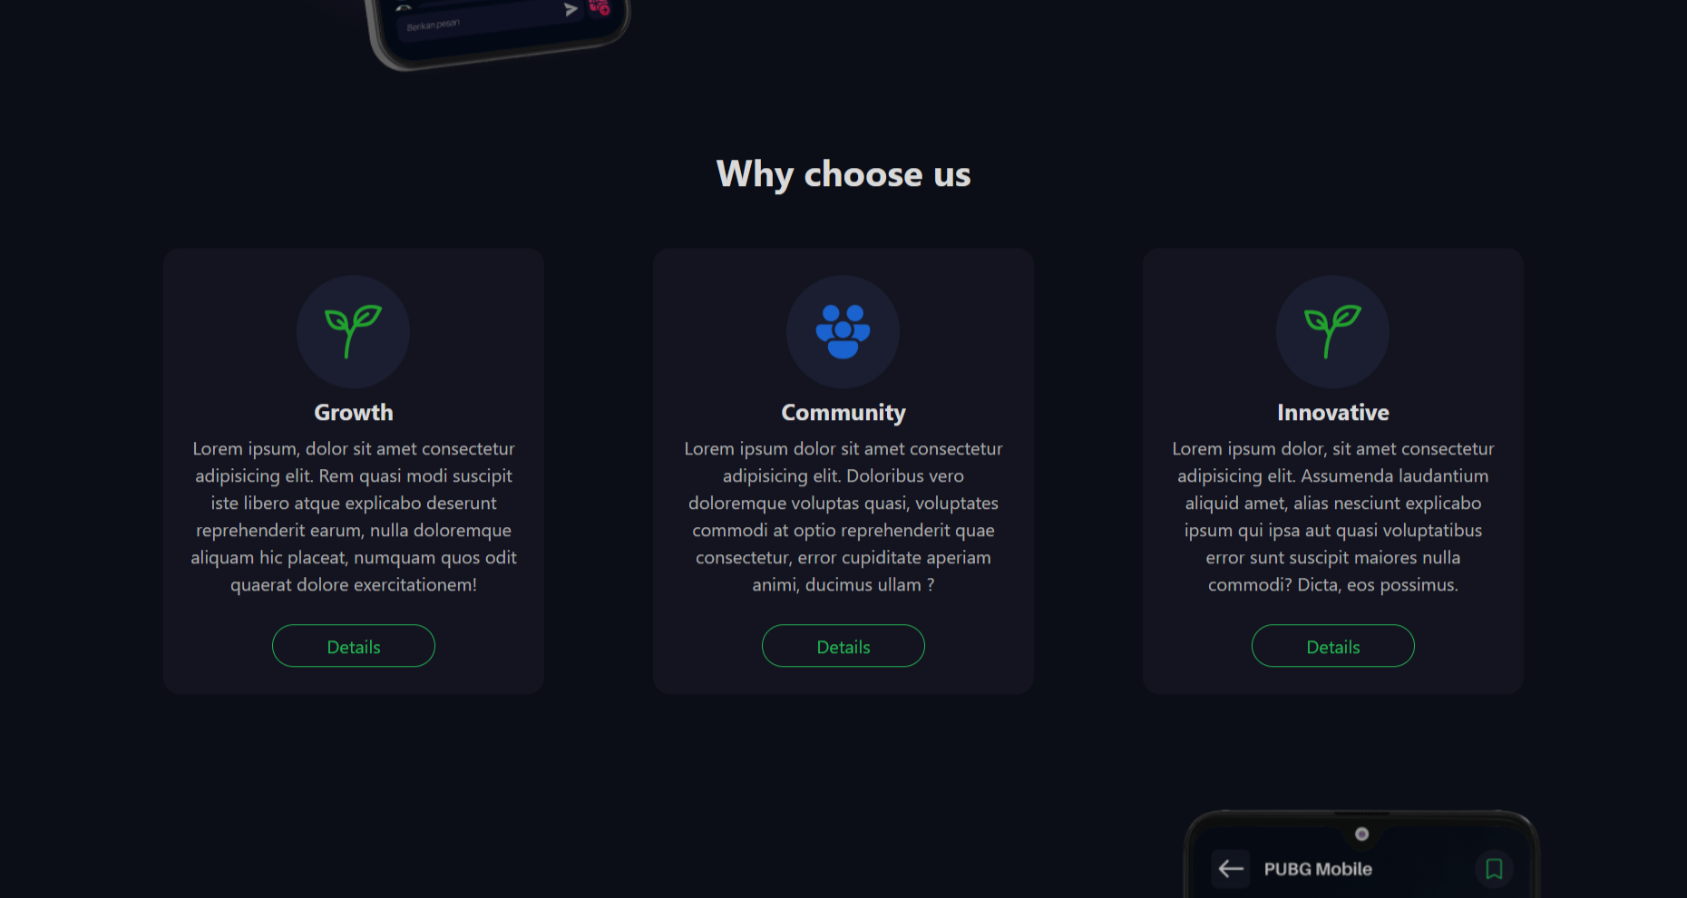 Berikan pesan
Why choose us
Growth
Lorem ipsum, dolor sit amet consectetur
adipisicing elit. Rem quasi modi suscipit
iste libero atque explicabo deserunt
reprehenderit earum, nulla doloremque
aliquam hic placeat, numquam quos odit
quaerat dolore exercitationem!
Details
Community
Lorem ipsum dolor sit amet consectetur
adipisicing elit. Doloribus vero
doloremque voluptas quasi, voluptates
commodi at optio reprehenderit quae
consectetur, error cupiditate aperiam
animi, ducimus ullam ?
Details
Innovative
Lorem ipsum dolor, sit amet consectetur
adipisicing elit. Assumenda laudantium
aliquid amet, alias nesciunt explicabo
ipsum qui ipsa aut quasi voluptatibus
error sunt suscipit maiores nulla
commodi? Dicta, eos possimus.
Details
PUBG Mobile